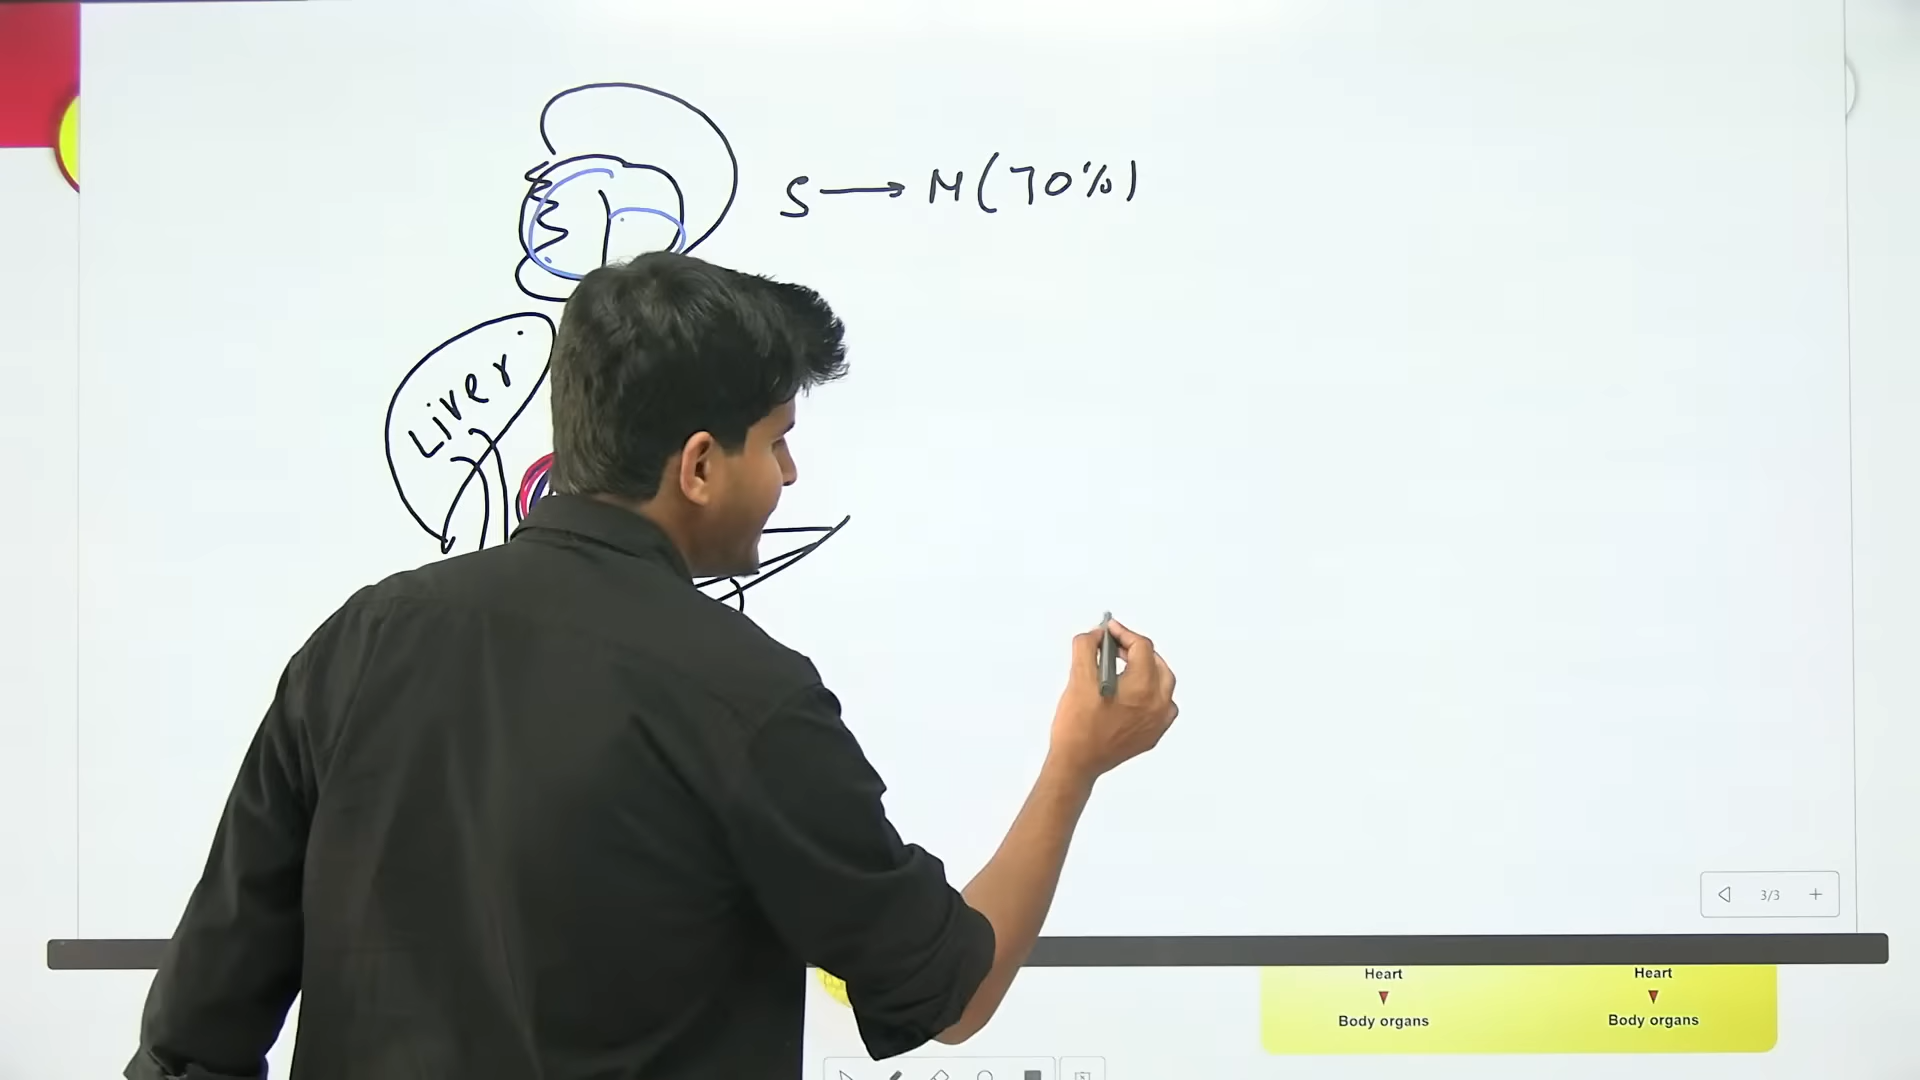 S → M (70%)
Liver
3/3
Heart
Body organs
Heart
Body organs